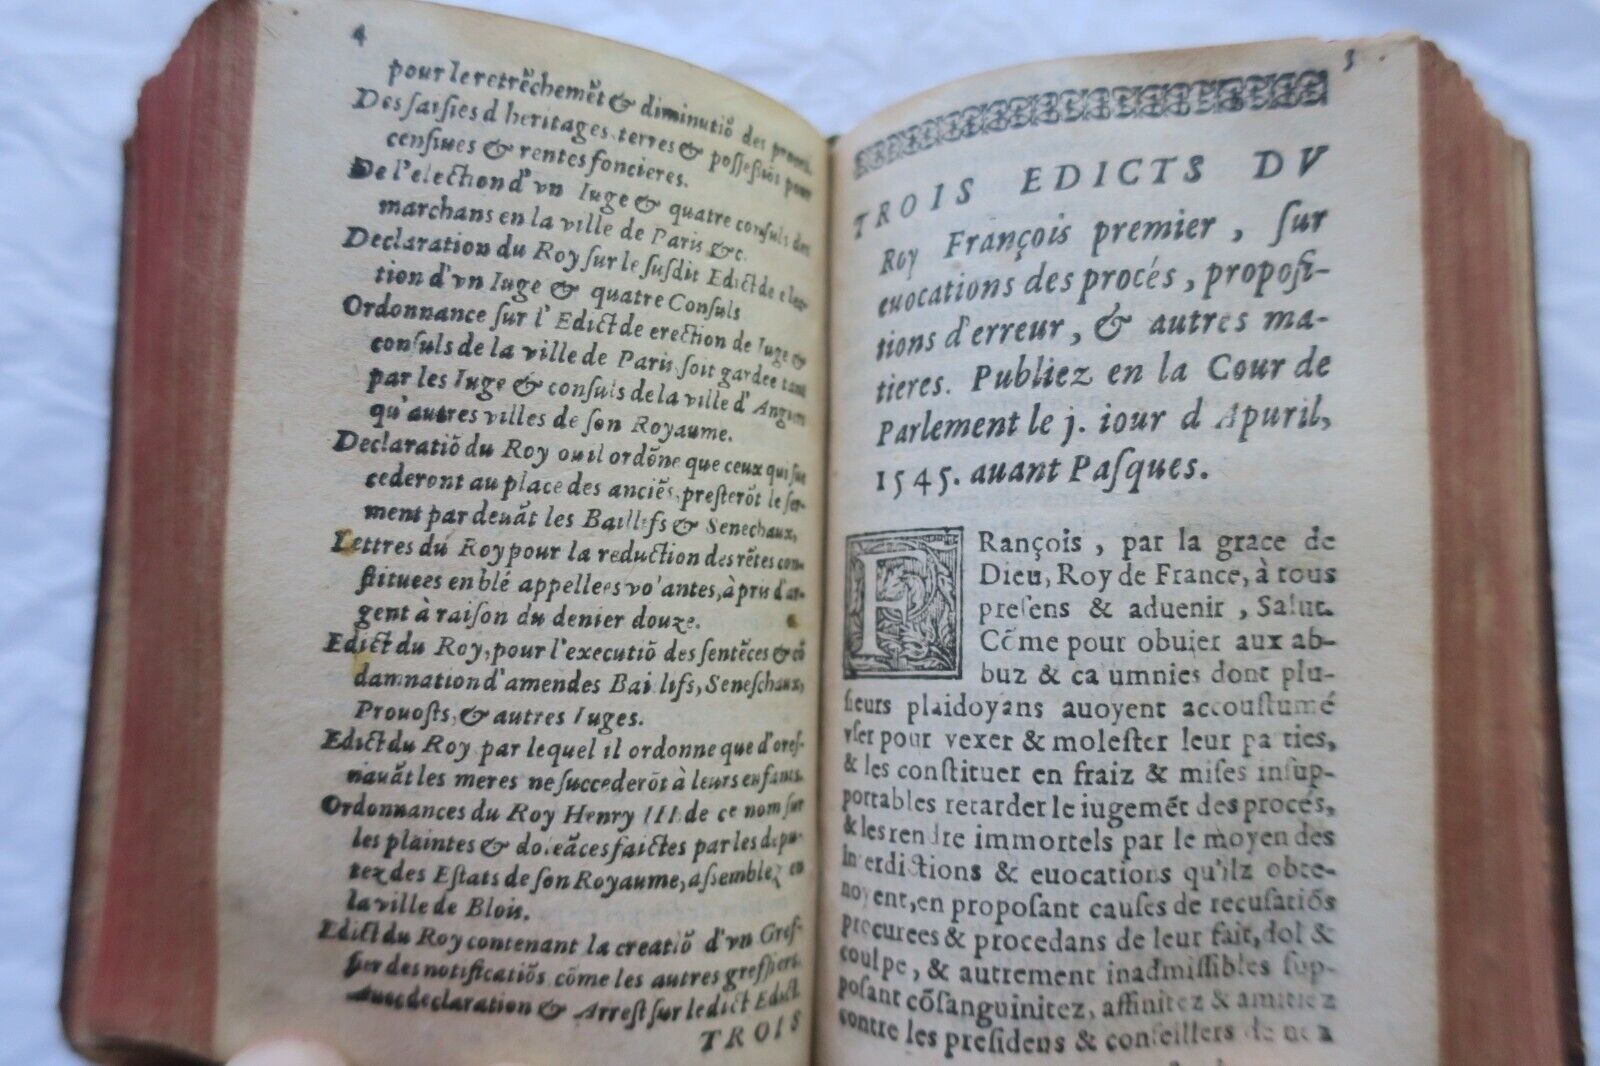 4
pour le retrẽchemẽt & diminutiõ des procés.
Des saisies d heritages, terres & possessiõs pour
censiues & rentes foncieres.
De l'election d'vn Iuge & quatre consuls des
marchans en la ville de Paris &c.
Declaration du Roy sur le susdit Edict de elec-
tion d'vn Iuge & quatre Consuls
Ordonnance sur l' Edict de erection de Iuge &
consuls de la ville de Paris soit gardee tant
par les Iuge & consuls de la ville d' Angiers
qu'autres villes de son Royaume.
Declaratiõ du Roy ou il ordõne que ceux qui suc
cederont au place des anciẽs, presterõt le ser-
ment par deuãt les Baillifs & Senechaux,
Lettres du Roy pour la reduction des rẽtes con-
stituees en blé appellees vo'antes, à pris d'ar-
gent à raison du denier douze.
Edict du Roy, pour l'executiõ des sentẽces & cõ
damnation d'amendes Baillifs, Seneschaux,
Prouosts, & autres Iuges.
Edict du Roy par lequel il ordonne que d'ores-
nauãt les meres ne succederõt à leurs enfants.
Ordonnances du Roy Henry III de ce nom sur
les plaintes & doleãces faictes par les depu-
tez des Estats de son Royaume, assemblez en
la ville de Blois.
Edict du Roy contenant la creatiõ d'vn Gref-
fier des notificatiõs cõme les autres greffiers.
Auec declaration & Arrest sur ledict Edict.
TROIS
5
TROIS EDICTS DV
Roy François premier, sur
euocations des procés, proposi-
tions d'erreur, & autres ma-
tieres. Publiez en la Cour de
Parlement le j. iour d Apuril,
1545. auant Pasques.
FRançois, par la grace de
Dieu, Roy de France, à tous
presens & aduenir, Salut.
Cõme pour obuier aux ab-
buz & ca umnies dont plu-
sieurs plaidoyans auoyent accoustumé
vser pour vexer & molester leur pa ties,
& les constituer en fraiz & mises insup-
portables retarder le iugemẽt des procés,
& les rendre immortels par le moyen des
interdictions & euocations qu'ilz obte-
noyent, en proposant causes de recusatiõs
procurees & procedans de leur fait, dol &
coulpe, & autrement inadmissibles sup-
posant cõsanguinitez, affinitez & amitiez
contre les presidens & conseillers de noz